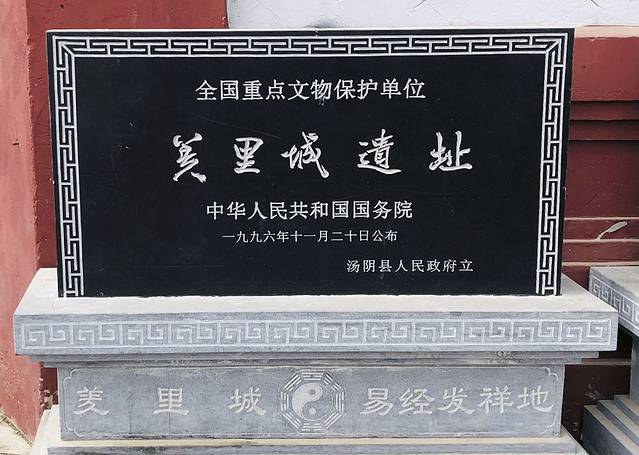 全国重点文物保护单位
羑里城遺址
中华人民共和国国务院
一九九六年十一月二十日公布
汤阴县人民政府立
羑里城 易经发祥地